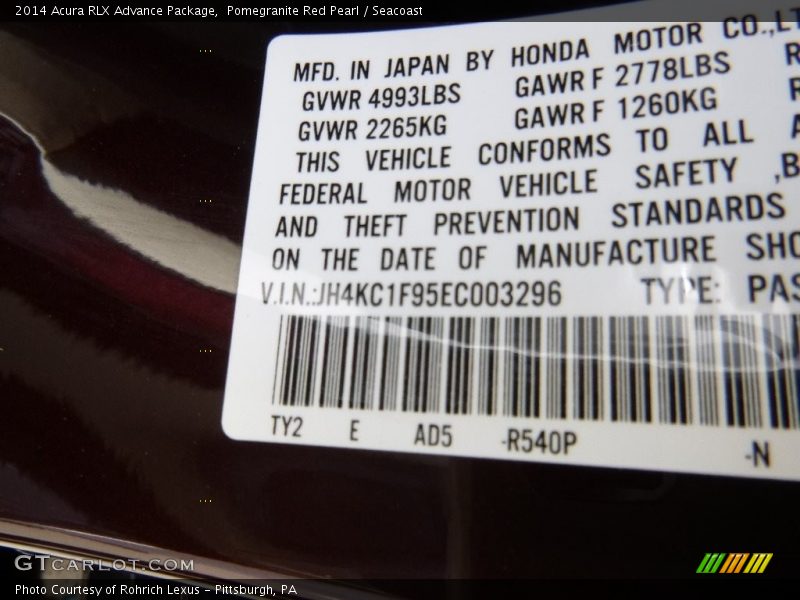 2014 Acura RLX Advance Package,  Pomegranite Red Pearl / Seacoast
MFD. IN JAPAN BY HONDA MOTOR CO.,LT
GVWR 4993LBS GAWR F 2778LBS R
GVWR 2265KG GAWR F 1260KG R
THIS VEHICLE CONFORMS TO ALL A
FEDERAL MOTOR VEHICLE SAFETY ,B
AND THEFT PREVENTION STANDARDS
ON THE DATE OF MANUFACTURE SHO
V.I.N.:JH4KC1F95EC003296 TYPE: PAS
TY2 E AD5 -R540P -N
GTcarlot.com
Photo Courtesy of Rohrich Lexus - Pittsburgh, PA